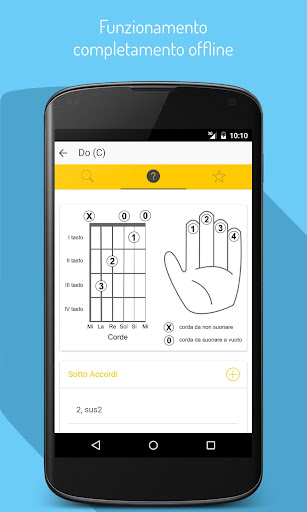 Funzionamento
completamento offline
3G 10:10
Do (C)
?
X 0 0
I tasto 1
II tasto 2
III tasto 3
IV tasto
Mi La Re Sol Si Mi
Corde
1 2 3 4
X corda da non suonare
0 corda da suonare a vuoto
Sotto Accordi
2, sus2